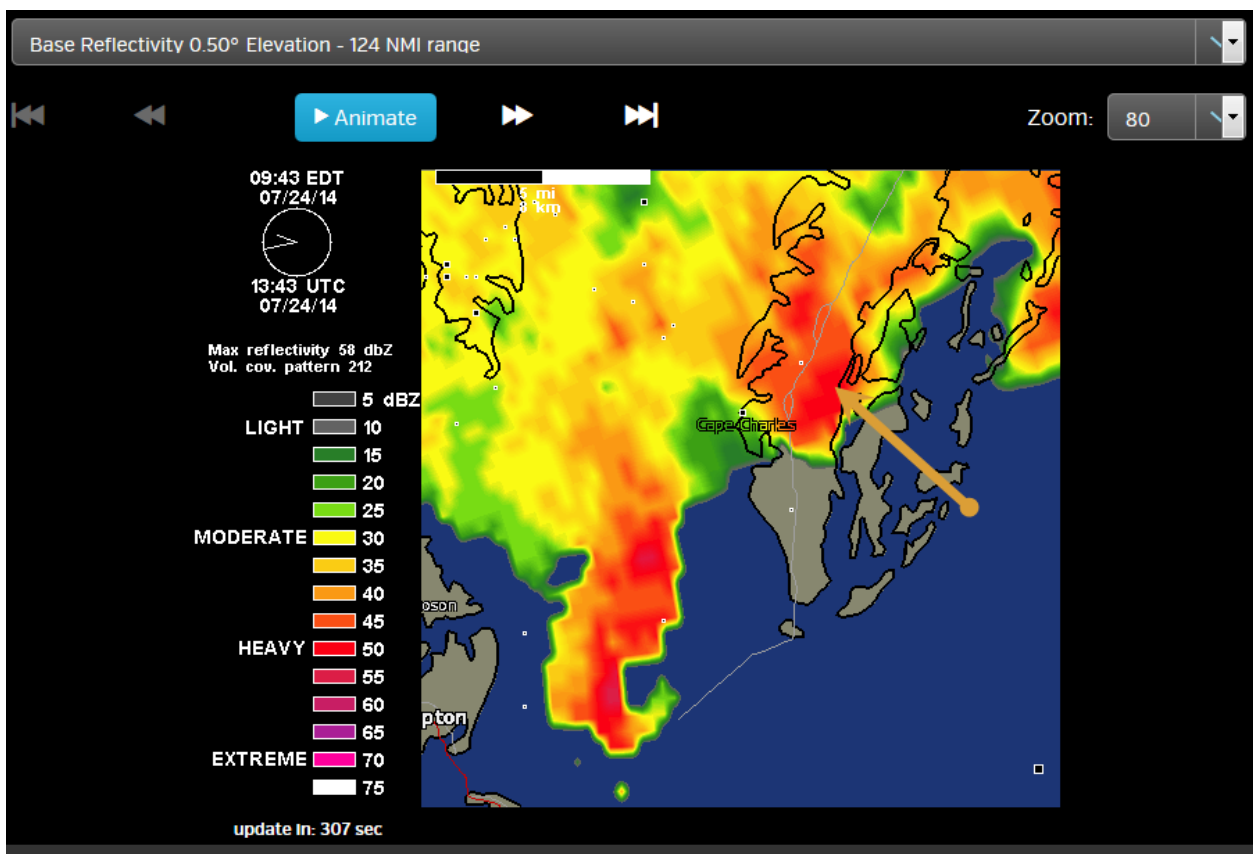 Base Reflectivity 0.50° Elevation - 124 NMI range
Animate
Zoom: 80
09:43 EDT
07/24/14
13:43 UTC
07/24/14
Max reflectivity 58 dbZ
Vol. cov. pattern 212
5 dBZ
LIGHT 10
15
20
25
MODERATE 30
35
40
45
HEAVY 50
55
60
65
EXTREME 70
75
update in: 307 sec
5 mi
8 km
Cape Charles
oson
pton